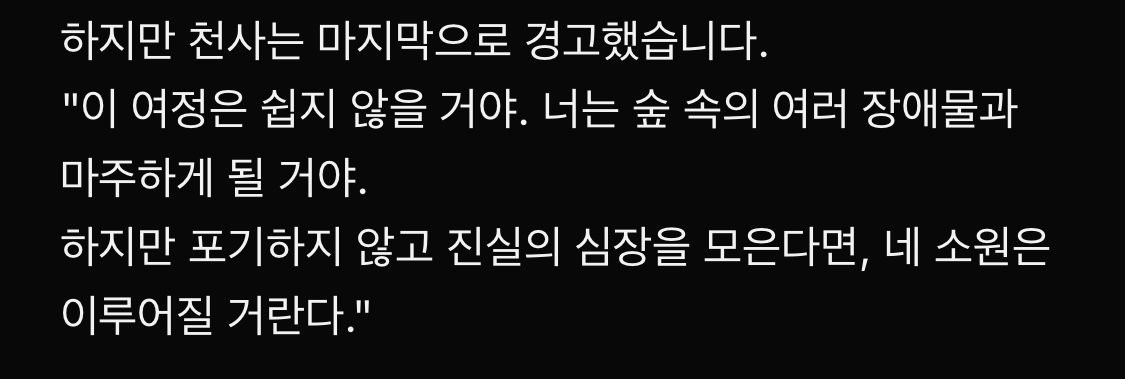 하지만 천사는 마지막으로 경고했습니다.
"이 여정은 쉽지 않을 거야. 너는 숲 속의 여러 장애물과
마주하게 될 거야.
하지만 포기하지 않고 진실의 심장을 모은다면, 네 소원은
이루어질 거란다."